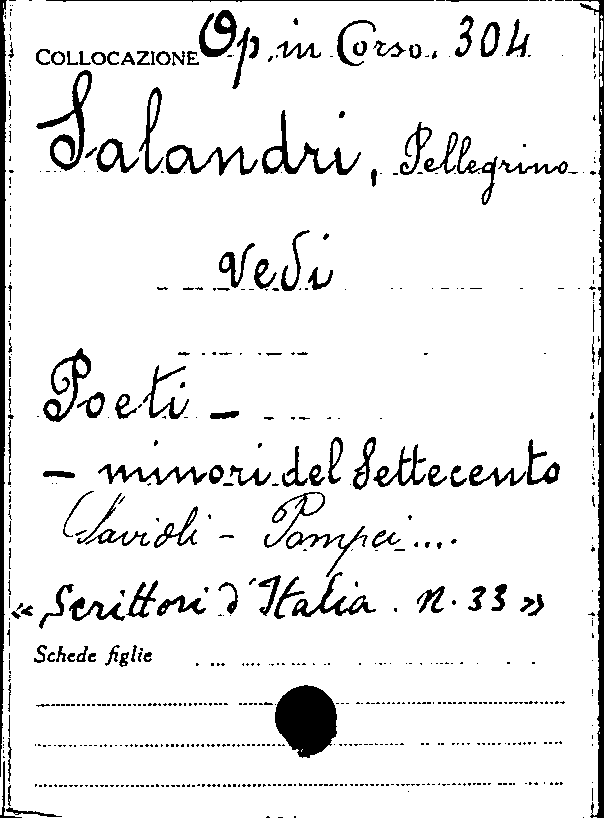 COLLOCAZIONE Op. in Corso. 304
Salandri, Pellegrino
vedi
Poeti –
– minori del Settecento
(Savioli – Pompei....
« Scrittori d'Italia . n. 33 »
Schede figlie